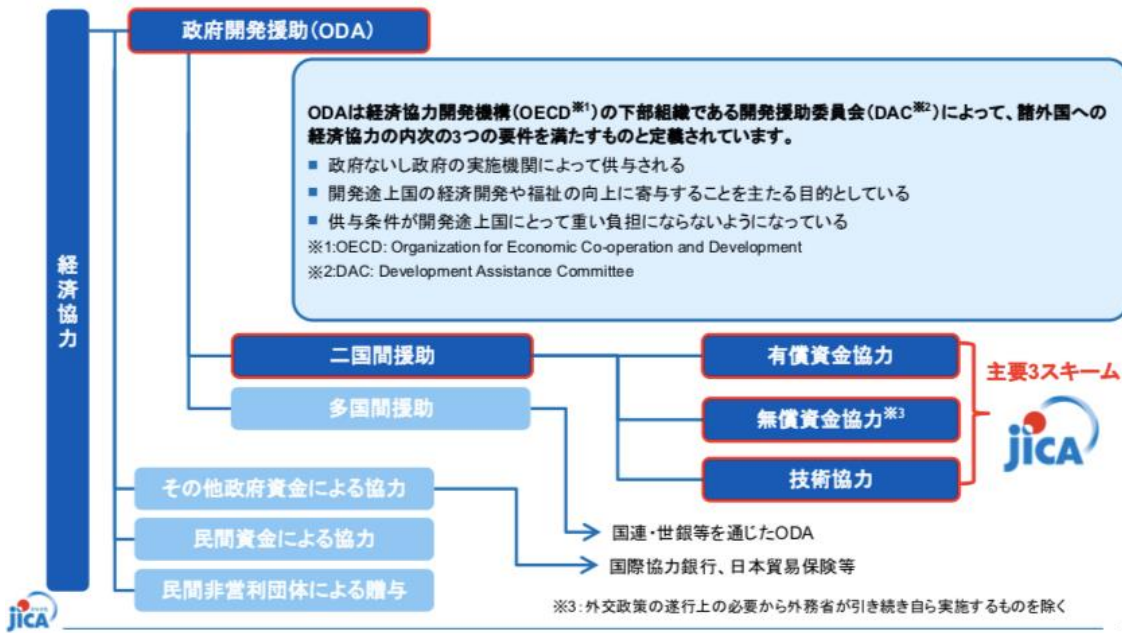 政府開発援助(ODA)
ODAは経済協力開発機構(OECD※1)の下部組織である開発援助委員会(DAC※2)によって、諸外国への
経済協力の内次の3つの要件を満たすものと定義されています。
■ 政府ないし政府の実施機関によって供与される
■ 開発途上国の経済開発や福祉の向上に寄与することを主たる目的としている
■ 供与条件が開発途上国にとって重い負担にならないようになっている
※1:OECD: Organization for Economic Co-operation and Development
※2:DAC: Development Assistance Committee
経済協力
二国間援助
有償資金協力
主要3スキーム
多国間援助
無償資金協力※3
jICA
技術協力
その他政府資金による協力
国連・世銀等を通じたODA
民間資金による協力
国際協力銀行、日本貿易保険等
民間非営利団体による贈与
※3:外交政策の遂行上の必要から外務省が引き続き自ら実施するものを除く
jICA